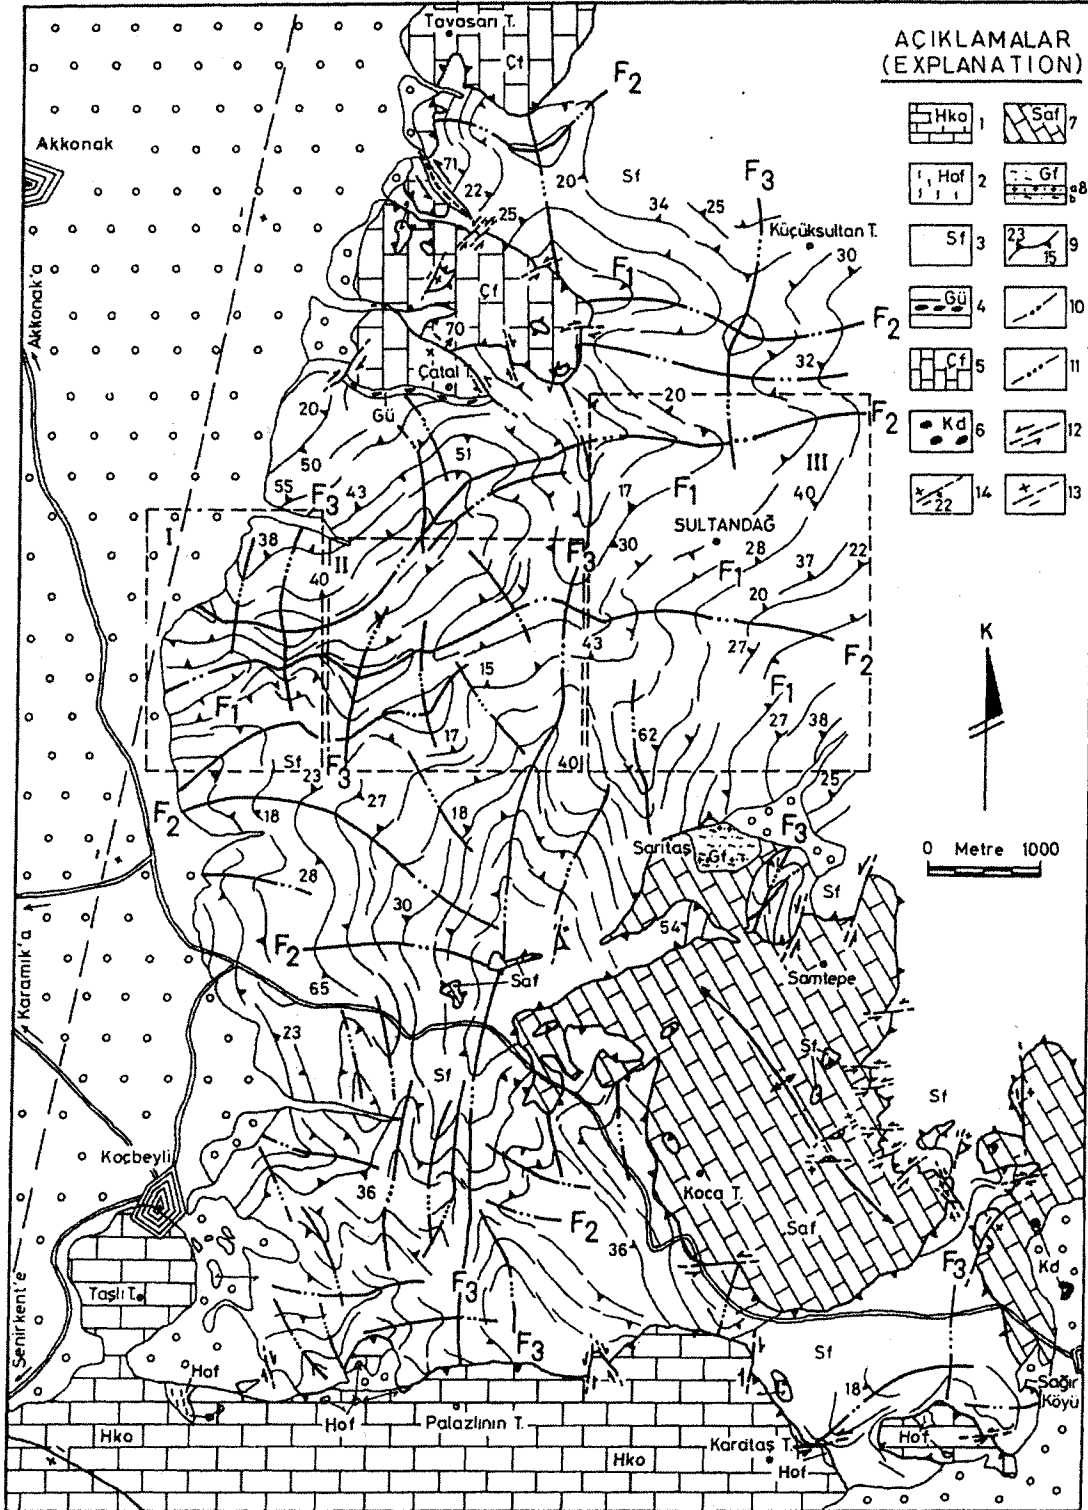 Tavasarı T.
AÇIKLAMALAR
(EXPLANATION)
Çf
F2
Hko 1
Saf 7
Akkonak
71
22
20
Sf
F3
Hof 2
Gf a 8 b
34
25
25
Küçüksultan T.
30
Sf 3
23 15 9
F1
Çf
F2
Gü 4
10
Akkonak'a
70
Çatal T.
32
Çf 5
11
20
Gü
20
F2
Kd 6
12
51
50
III
55
F3
43
17
F1
40
22 14
13
SULTANDAĞ
I
38
II
F3
30
28
22
40
F1
37
20
K
43
27
F2
15
F1
F1
17
62
27
38
Sf
23
F3
40
25
F2
18
27
18
Sarıtaş T.
Gf
F3
0 Metre 1000
28
Sf
30
54
F2
Karamık'a
65
Saf
Samtepe
23
Sf
Sf
Sf
Koçbeyli
36
Koca T.
F2
36
Saf
F3
Kd
Taşlı T.
F3
Senirkent'e
F3
Sf
Hof
18
Sağır
Köyü
Hof
Palazlının T.
Hko
Karataş T.
Hof
Hko
Hof